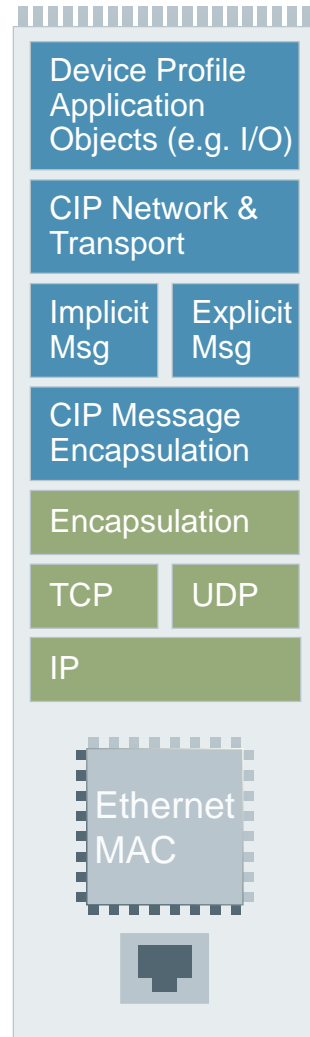 Device Profile
Application
Objects (e.g. I/O)
CIP Network &
Transport
Implicit
Msg
Explicit
Msg
CIP Message
Encapsulation
Encapsulation
TCP
UDP
IP
Ethernet
MAC